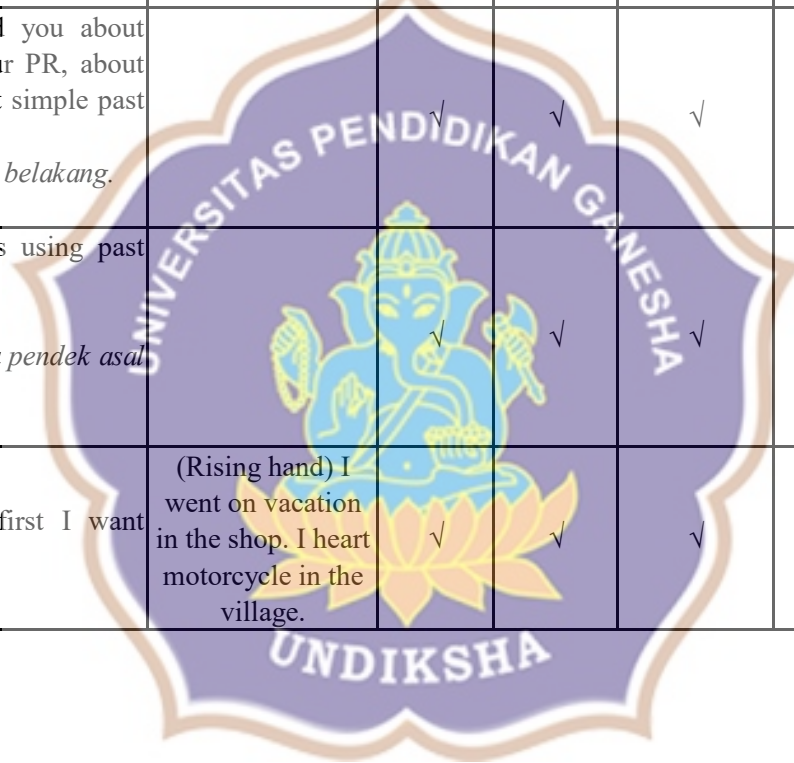 you about
PR, about
simple past
√ √ √
belakang.
UNIVERSITAS PENDIDIKAN GANESHA
using past
√ √ √
pendek asal
first I want
(Rising hand) I
went on vacation
in the shop. I heart
motorcycle in the
village.
√ √ √
UNDIKSHA